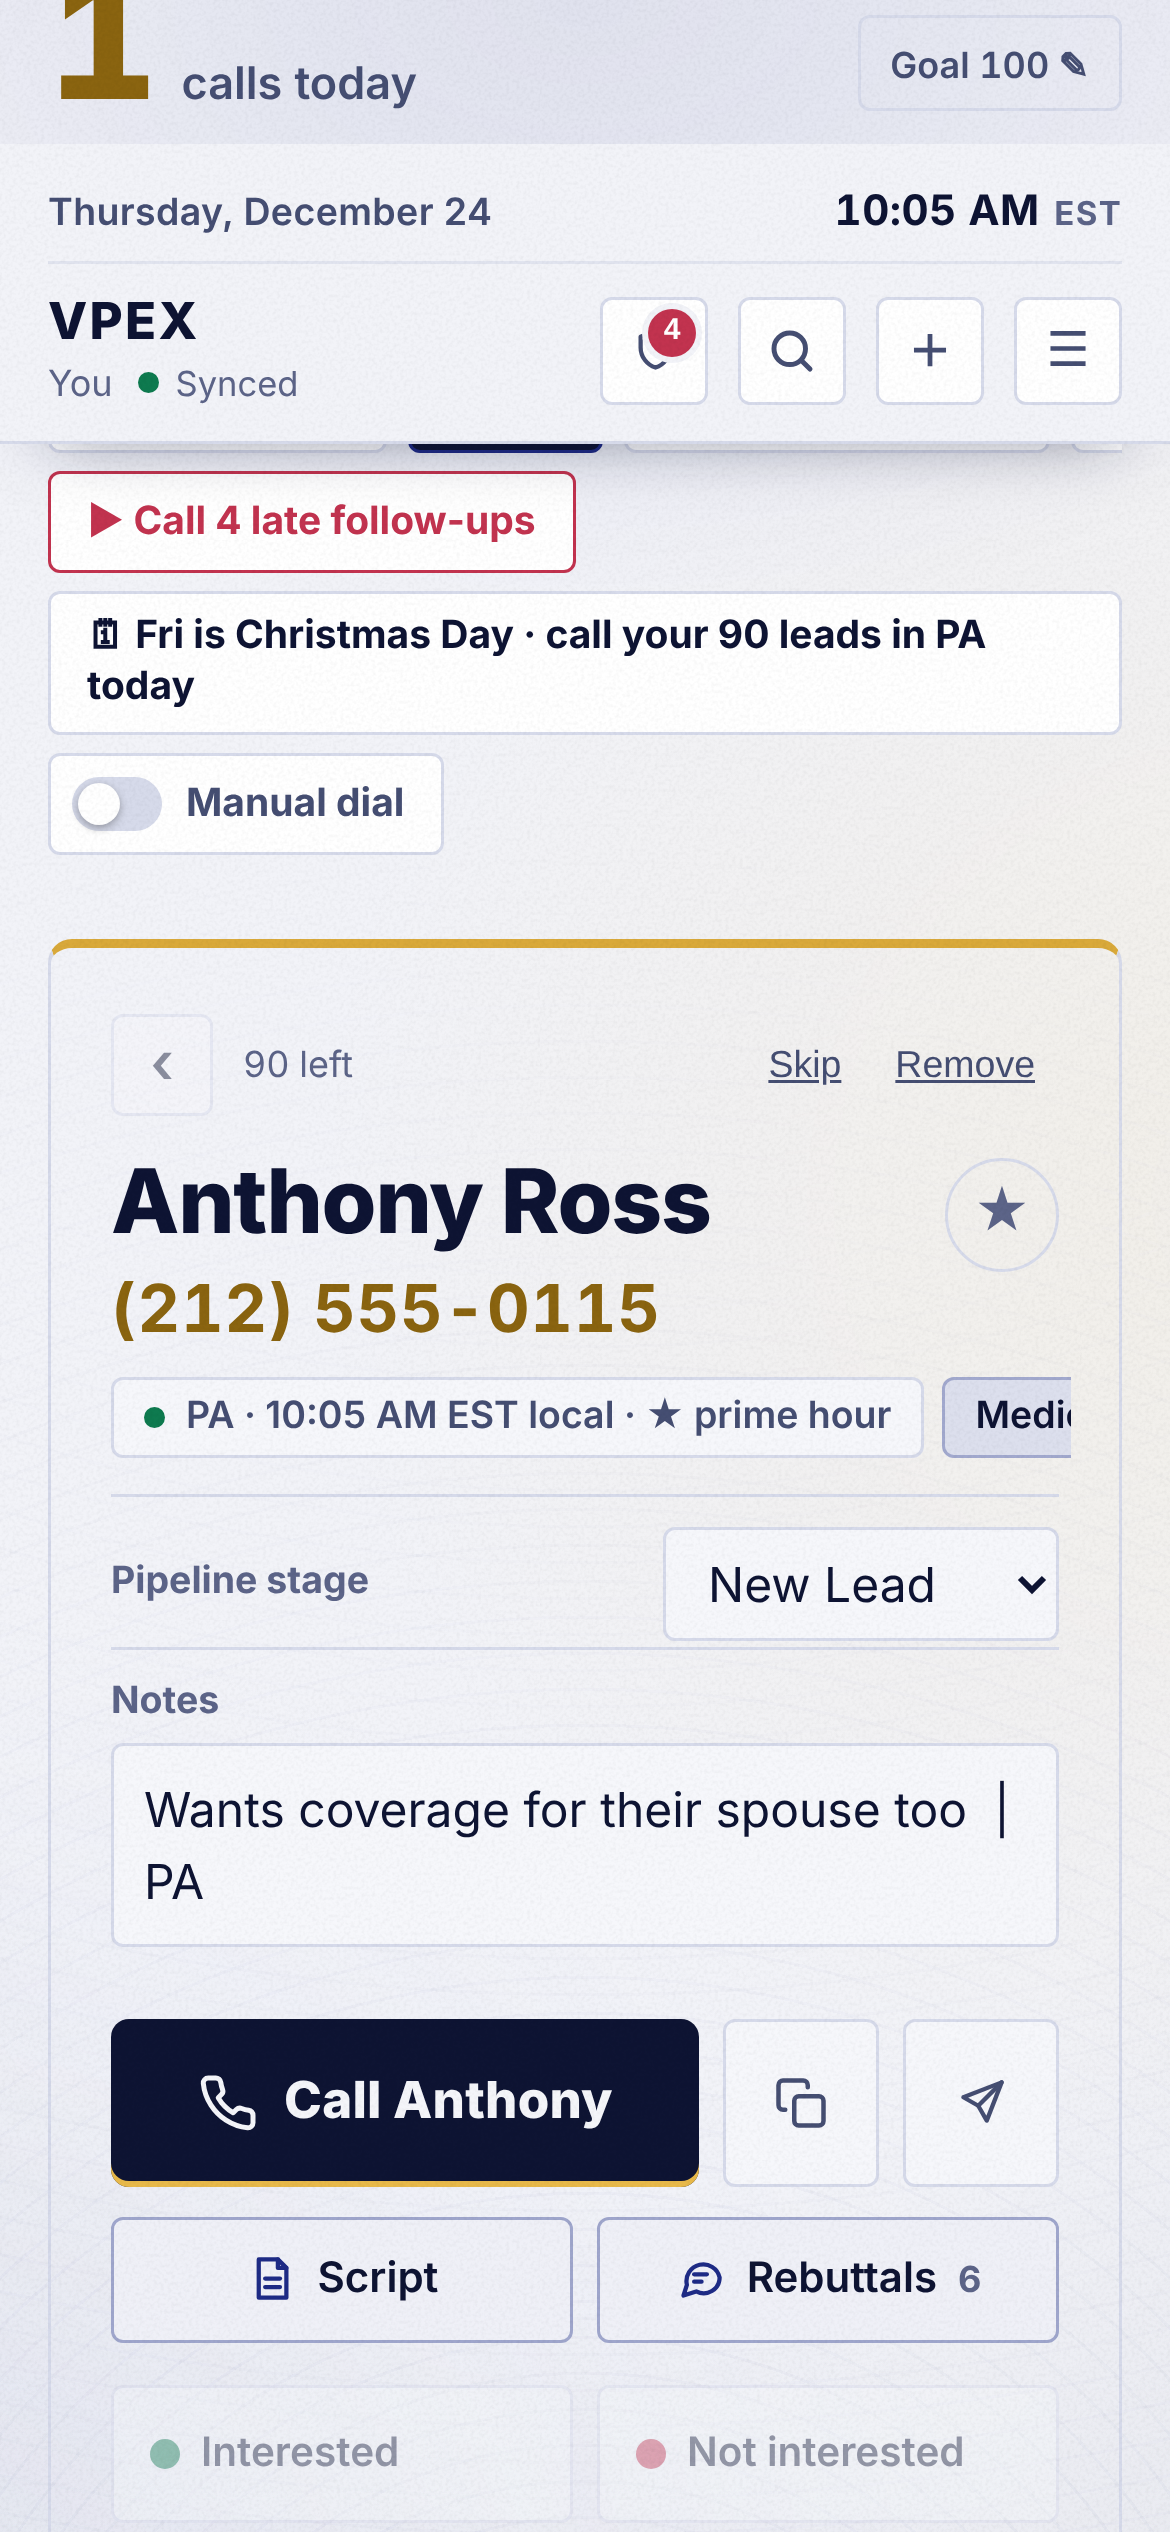 1 calls today
Goal 100 ✎
Thursday, December 24
10:05 AM EST
VPEX
4
You Synced
▶ Call 4 late follow-ups
Fri is Christmas Day · call your 90 leads in PA
today
Manual dial
‹ 90 left
Skip Remove
Anthony Ross
★
(212) 555-0115
PA · 10:05 AM EST local · ★ prime hour
Pipeline stage
New Lead
Notes
Wants coverage for their spouse too |
PA
Call Anthony
Script
Rebuttals 6
Interested
Not interested